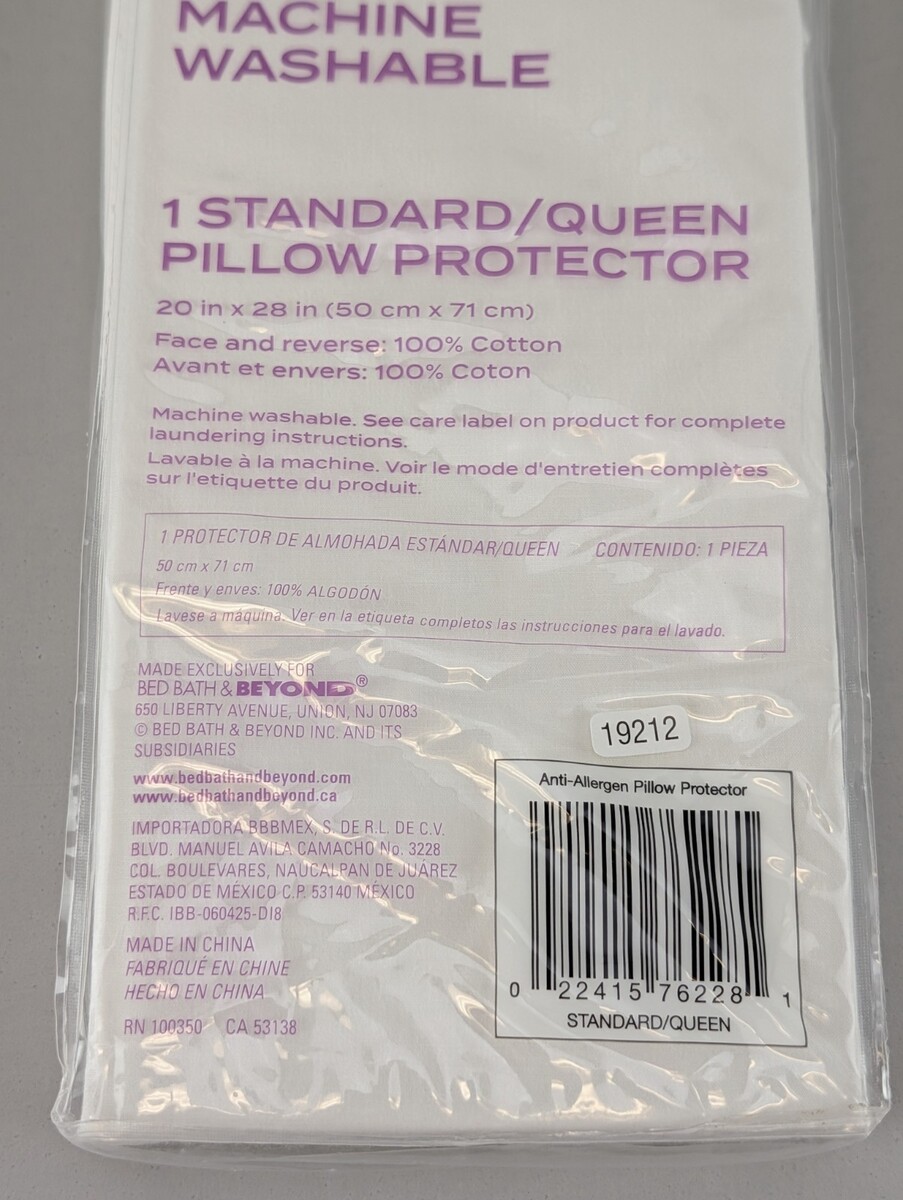 MACHINE
WASHABLE
1 STANDARD/QUEEN
PILLOW PROTECTOR
20 in x 28 in (50 cm x 71 cm)
Face and reverse: 100% Cotton
Avant et envers: 100% Coton
Machine washable. See care label on product for complete
laundering instructions.
Lavable à la machine. Voir le mode d'entretien complètes
sur l'etiquette du produit.
1 PROTECTOR DE ALMOHADA ESTÁNDAR/QUEEN CONTENIDO: 1 PIEZA
50 cm x 71 cm
Frente y enves: 100% ALGODÓN
Lavese a maquina. Ver en la etiqueta completos las instrucciones para el lavado.
MADE EXCLUSIVELY FOR
BED BATH & BEYOND®
650 LIBERTY AVENUE, UNION, NJ 07083
© BED BATH & BEYOND INC. AND ITS
SUBSIDIARIES
www.bedbathandbeyond.com
www.bedbathandbeyond.ca
IMPORTADORA BBBMEX, S. DE R.L. DE C.V.
BLVD. MANUEL AVILA CAMACHO No. 3228
COL. BOULEVARES, NAUCALPAN DE JUÁREZ
ESTADO DE MÉXICO C.P. 53140 MÉXICO
R.F.C. IBB-060425-DI8
MADE IN CHINA
FABRIQUÉ EN CHINE
HECHO EN CHINA
RN 100350 CA 53138
19212
Anti-Allergen Pillow Protector
0 22415 76228 1
STANDARD/QUEEN